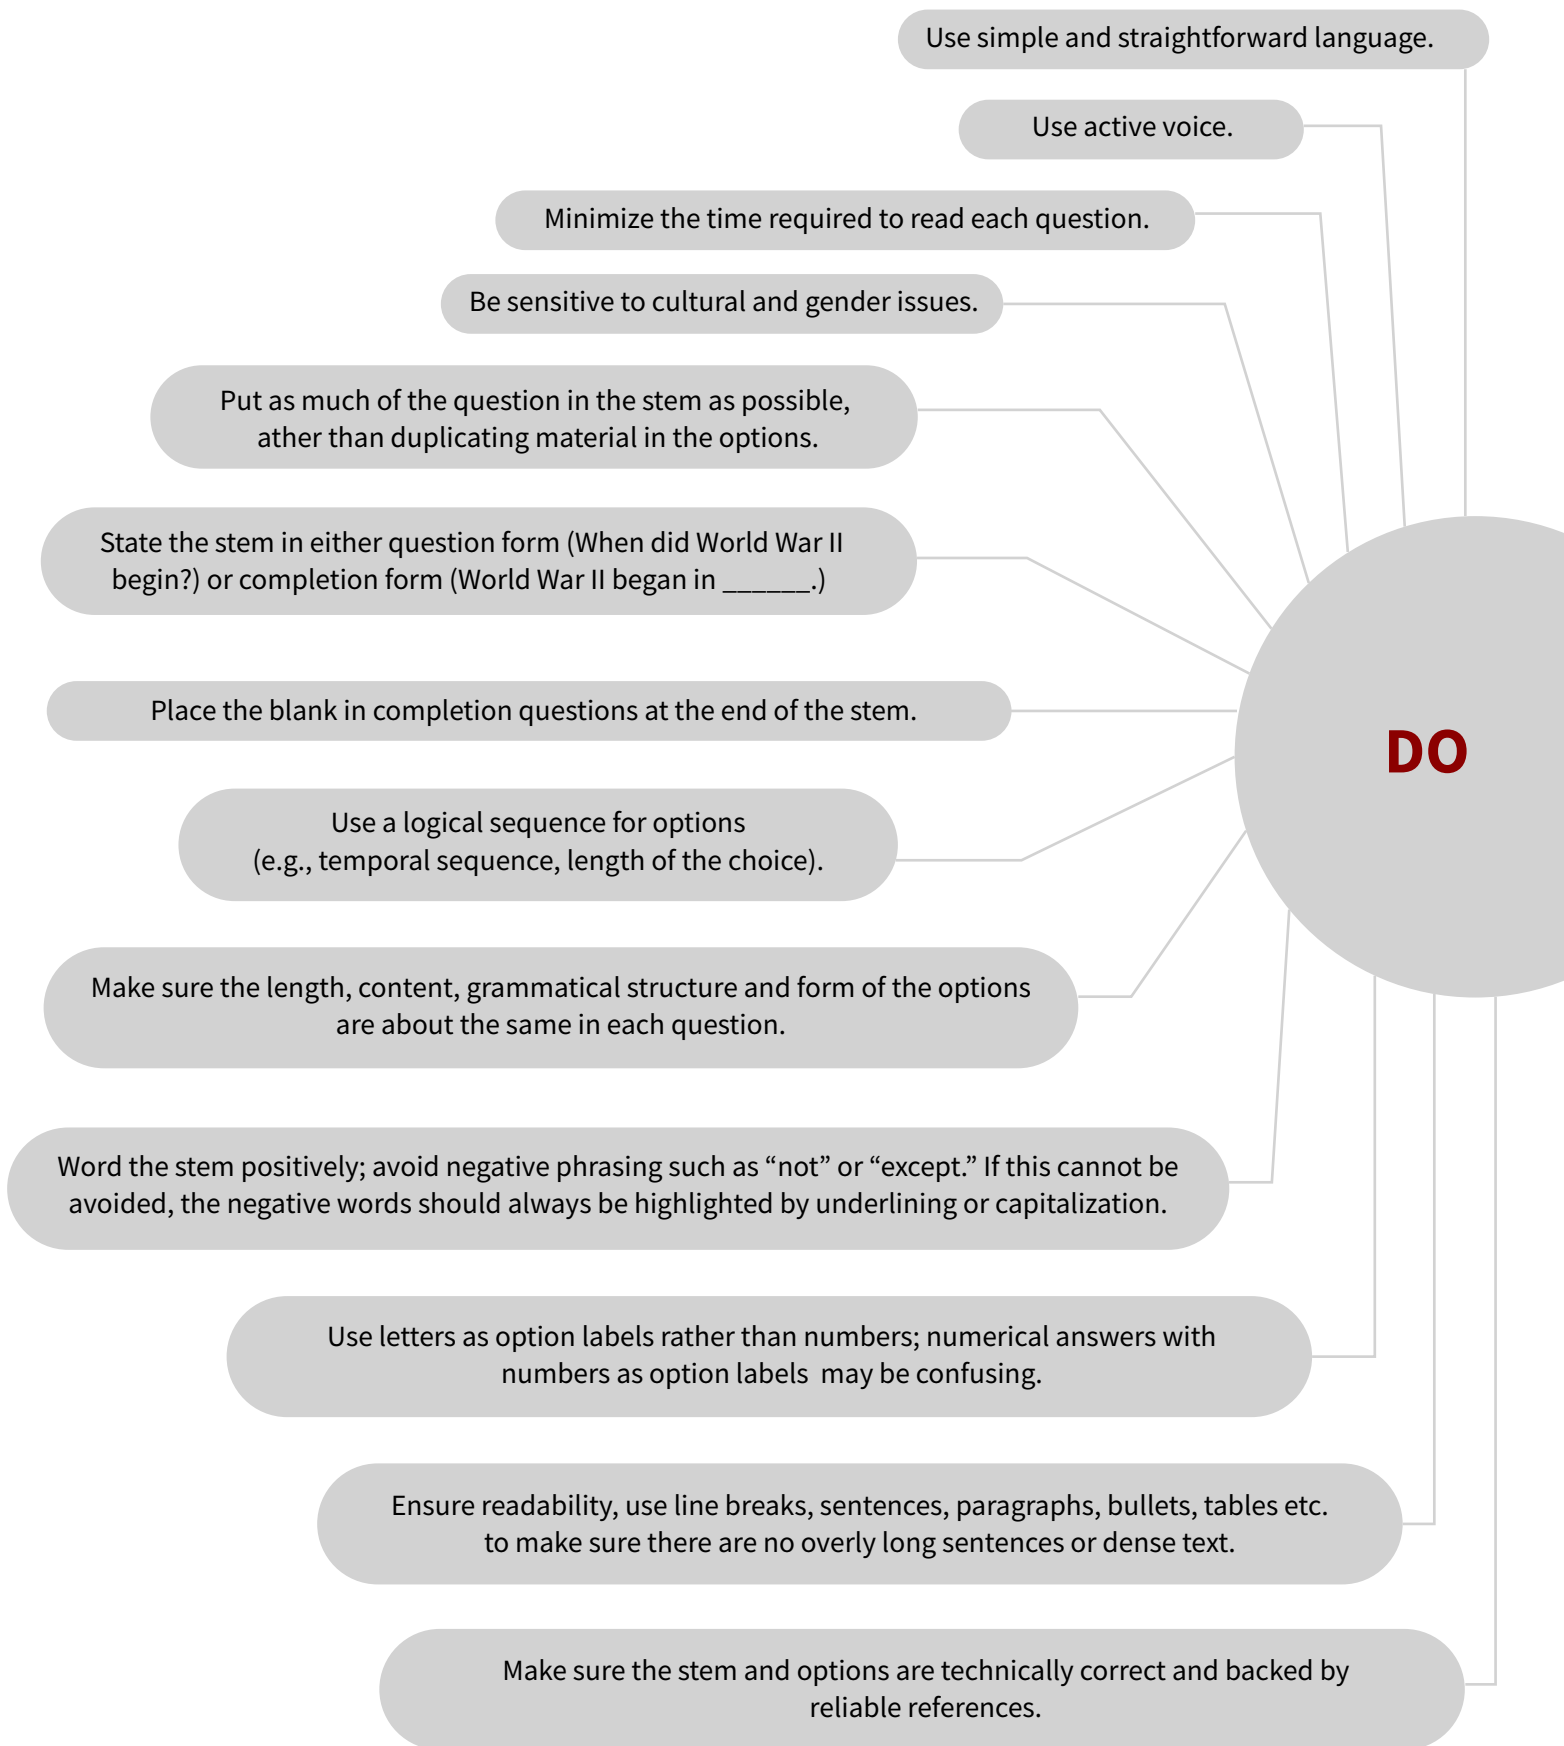 Use simple and straightforward language.
Use active voice.
Minimize the time required to read each question.
Be sensitive to cultural and gender issues.
Put as much of the question in the stem as possible,
ather than duplicating material in the options.
State the stem in either question form (When did World War II
begin?) or completion form (World War II began in ______.)
Place the blank in completion questions at the end of the stem.
DO
Use a logical sequence for options
(e.g., temporal sequence, length of the choice).
Make sure the length, content, grammatical structure and form of the options
are about the same in each question.
Word the stem positively; avoid negative phrasing such as “not” or “except.” If this cannot be
avoided, the negative words should always be highlighted by underlining or capitalization.
Use letters as option labels rather than numbers; numerical answers with
numbers as option labels  may be confusing.
Ensure readability, use line breaks, sentences, paragraphs, bullets, tables etc.
to make sure there are no overly long sentences or dense text.
Make sure the stem and options are technically correct and backed by
reliable references.